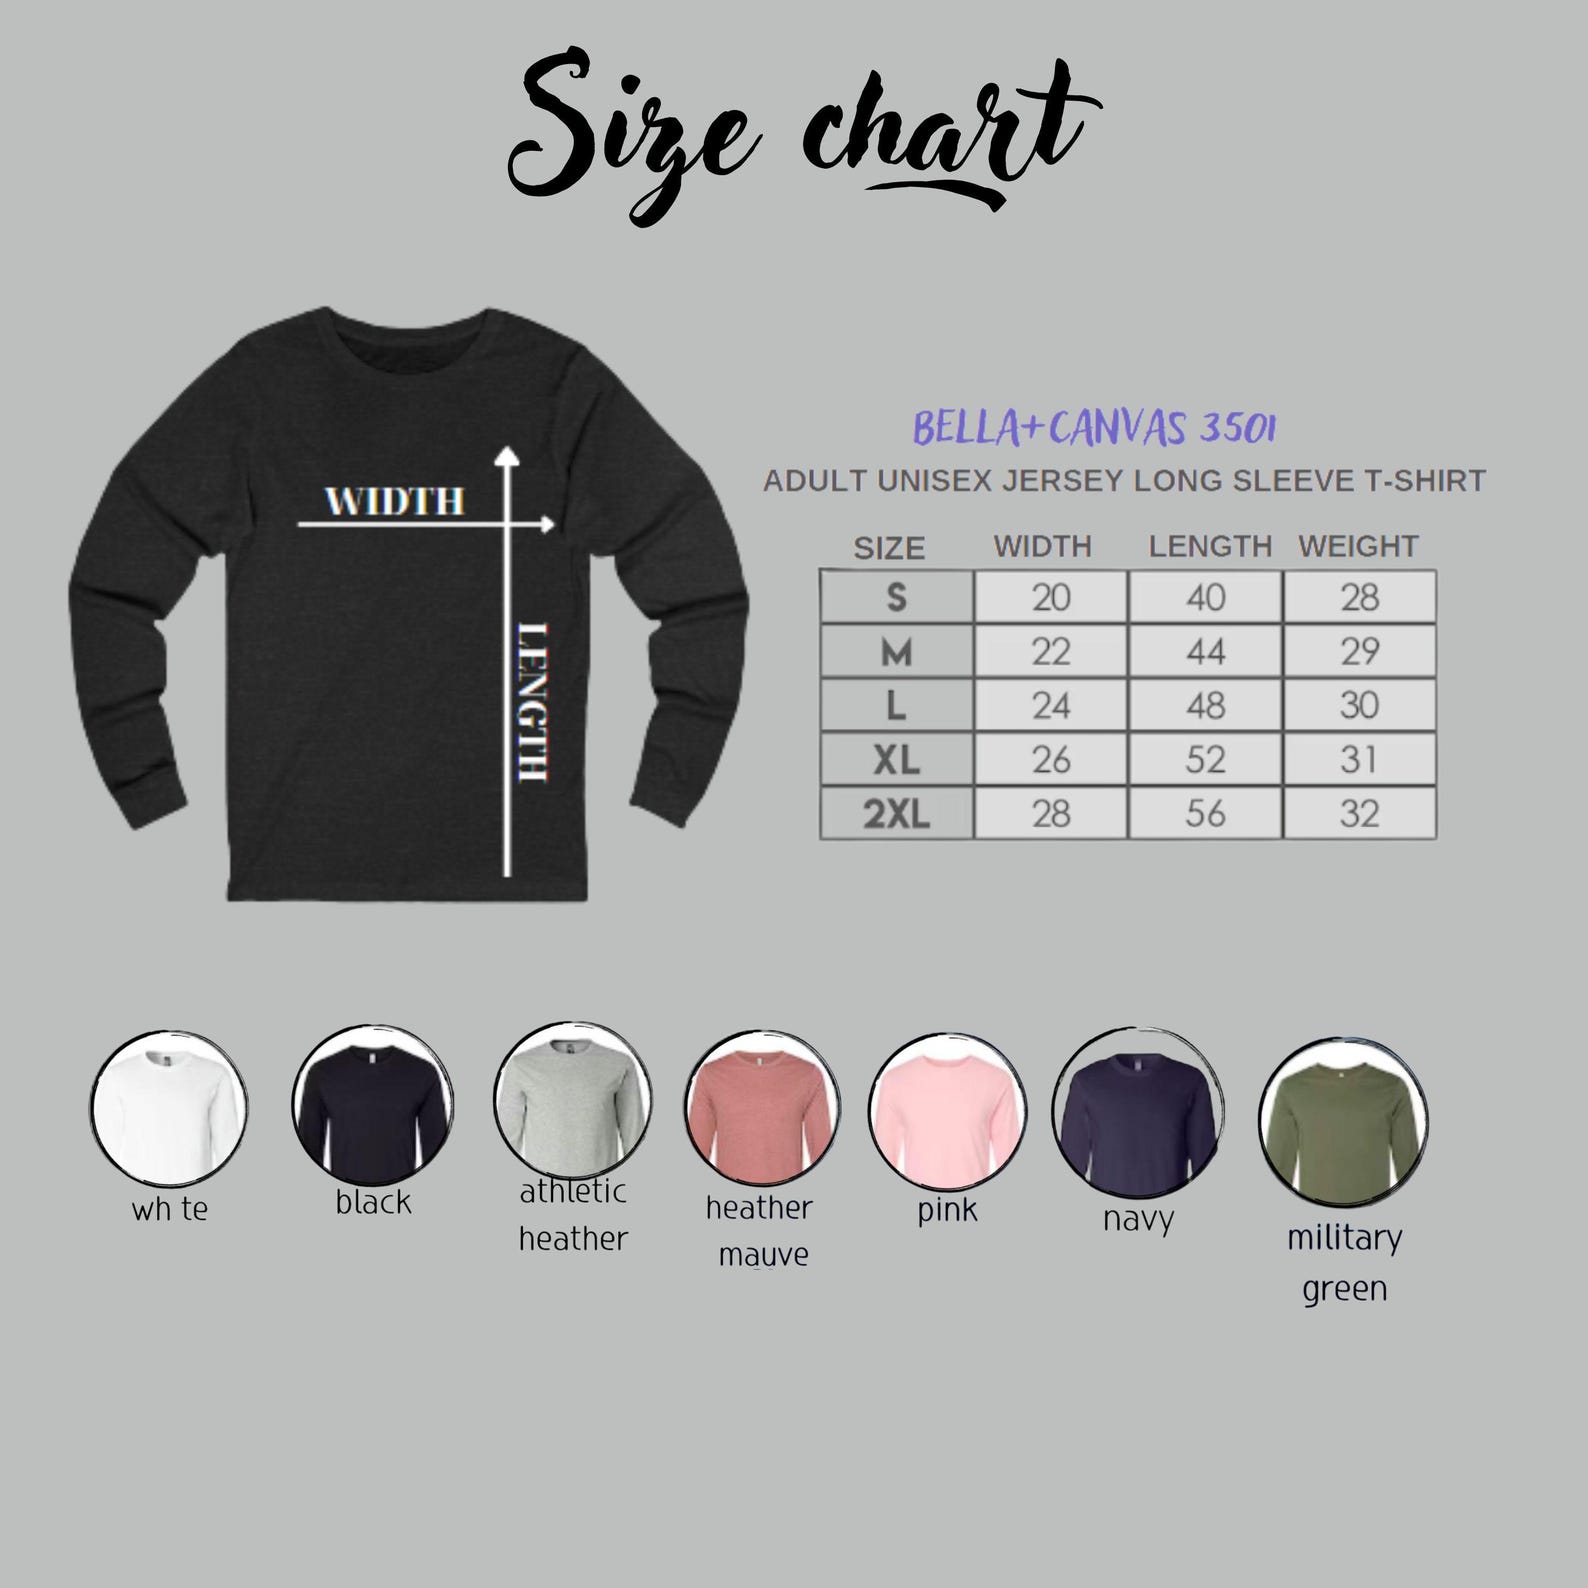 Size chart
WIDTH
LENGTH
BELLA+CANVAS 3501
ADULT UNISEX JERSEY LONG SLEEVE T-SHIRT
SIZE WIDTH LENGTH WEIGHT
S 20 40 28
M 22 44 29
L 24 48 30
XL 26 52 31
2XL 28 56 32
wh te
black
athletic
heather
heather
mauve
pink
navy
military
green